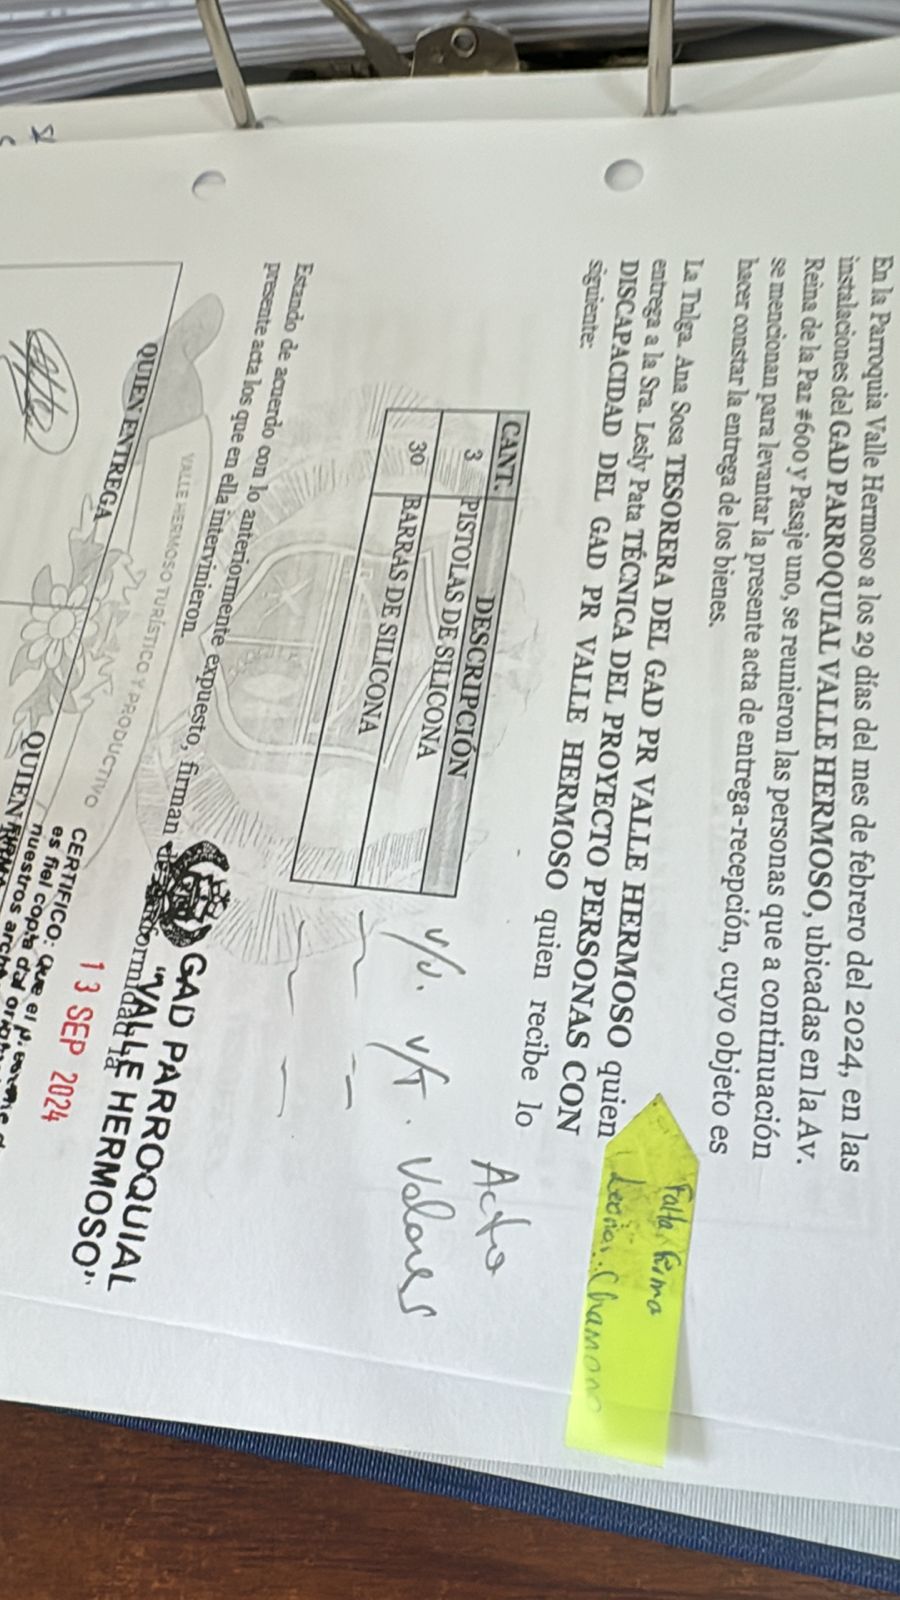 En la Parroquia Valle Hermoso a los 29 días del mes de febrero del 2024, en las
instalaciones del GAD PARROQUIAL VALLE HERMOSO, ubicadas en la Av.
Reina de la Paz #600 y Pasaje uno, se reunieron las personas que a continuación
se mencionan para levantar la presente acta de entrega-recepción, cuyo objeto es
hacer constar la entrega de los bienes.
La Tnlga. Ana Sosa TESORERA DEL GAD PR VALLE HERMOSO quien
entrega a la Sra. Lesly Pata TÉCNICA DEL PROYECTO PERSONAS CON
DISCAPACIDAD DEL GAD PR VALLE HERMOSO quien recibe lo
siguiente:
Falta firma
CANT. DESCRIPCIÓN
3 PISTOLAS DE SILICONA
30 BARRAS DE SILICONA
Acta
v/u. v/t. valores
Estando de acuerdo con lo anteriormente expuesto, firman de conformidad la
presente acta los que en ella intervinieron.
VALLE HERMOSO TURÍSTICO Y PRODUCTIVO
GAD PARROQUIAL
"VALLE HERMOSO"
13 SEP 2024
CERTIFICO: Que el
es fiel copia del
nuestros
QUIEN ENTREGA
QUIEN